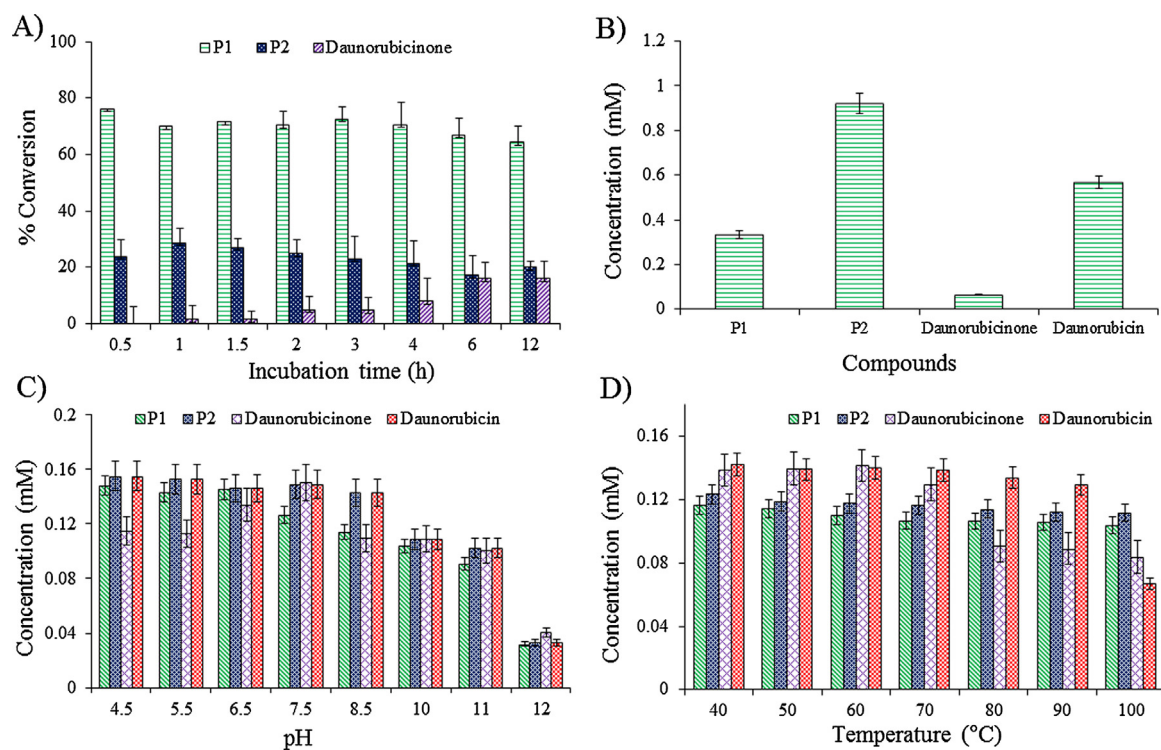 A)
P1 P2 Daunorubicinone
% Conversion
100
80
60
40
20
0
0.5 1 1.5 2 3 4 6 12
Incubation time (h)
B)
Concentration (mM)
1.2
1
0.8
0.6
0.4
0.2
0
P1 P2 Daunorubicinone Daunorubicin
Compounds
C)
P1 P2 Daunorubicinone Daunorubicin
Concentration (mM)
0.2
0.16
0.12
0.08
0.04
0
4.5 5.5 6.5 7.5 8.5 10 11 12
pH
D)
P1 P2 Daunorubicinone Daunorubicin
Concentration (mM)
0.16
0.12
0.08
0.04
0
40 50 60 70 80 90 100
Temperature (°C)